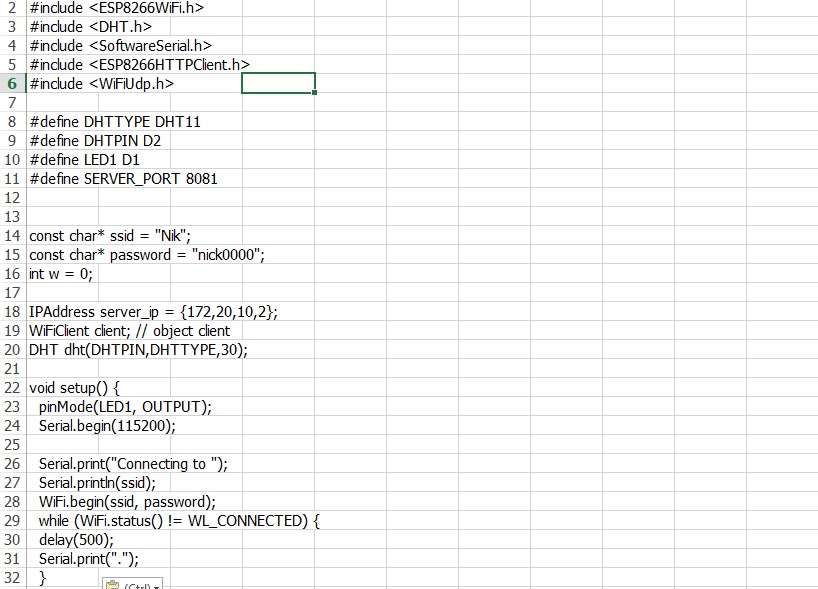 2 #include <ESP8266WiFi.h>
3 #include <DHT.h>
4 #include <SoftwareSerial.h>
5 #include <ESP8266HTTPClient.h>
6 #include <WiFiUdp.h>
7
8 #define DHTTYPE DHT11
9 #define DHTPIN D2
10 #define LED1 D1
11 #define SERVER_PORT 8081
12
13
14 const char* ssid = "Nik";
15 const char* password = "nick0000";
16 int w = 0;
17
18 IPAddress server_ip = {172,20,10,2};
19 WiFiClient client; // object client
20 DHT dht(DHTPIN,DHTTYPE,30);
21
22 void setup() {
23 pinMode(LED1, OUTPUT);
24 Serial.begin(115200);
25
26 Serial.print("Connecting to ");
27 Serial.println(ssid);
28 WiFi.begin(ssid, password);
29 while (WiFi.status() != WL_CONNECTED) {
30 delay(500);
31 Serial.print(".");
32 }
(Ctrl)